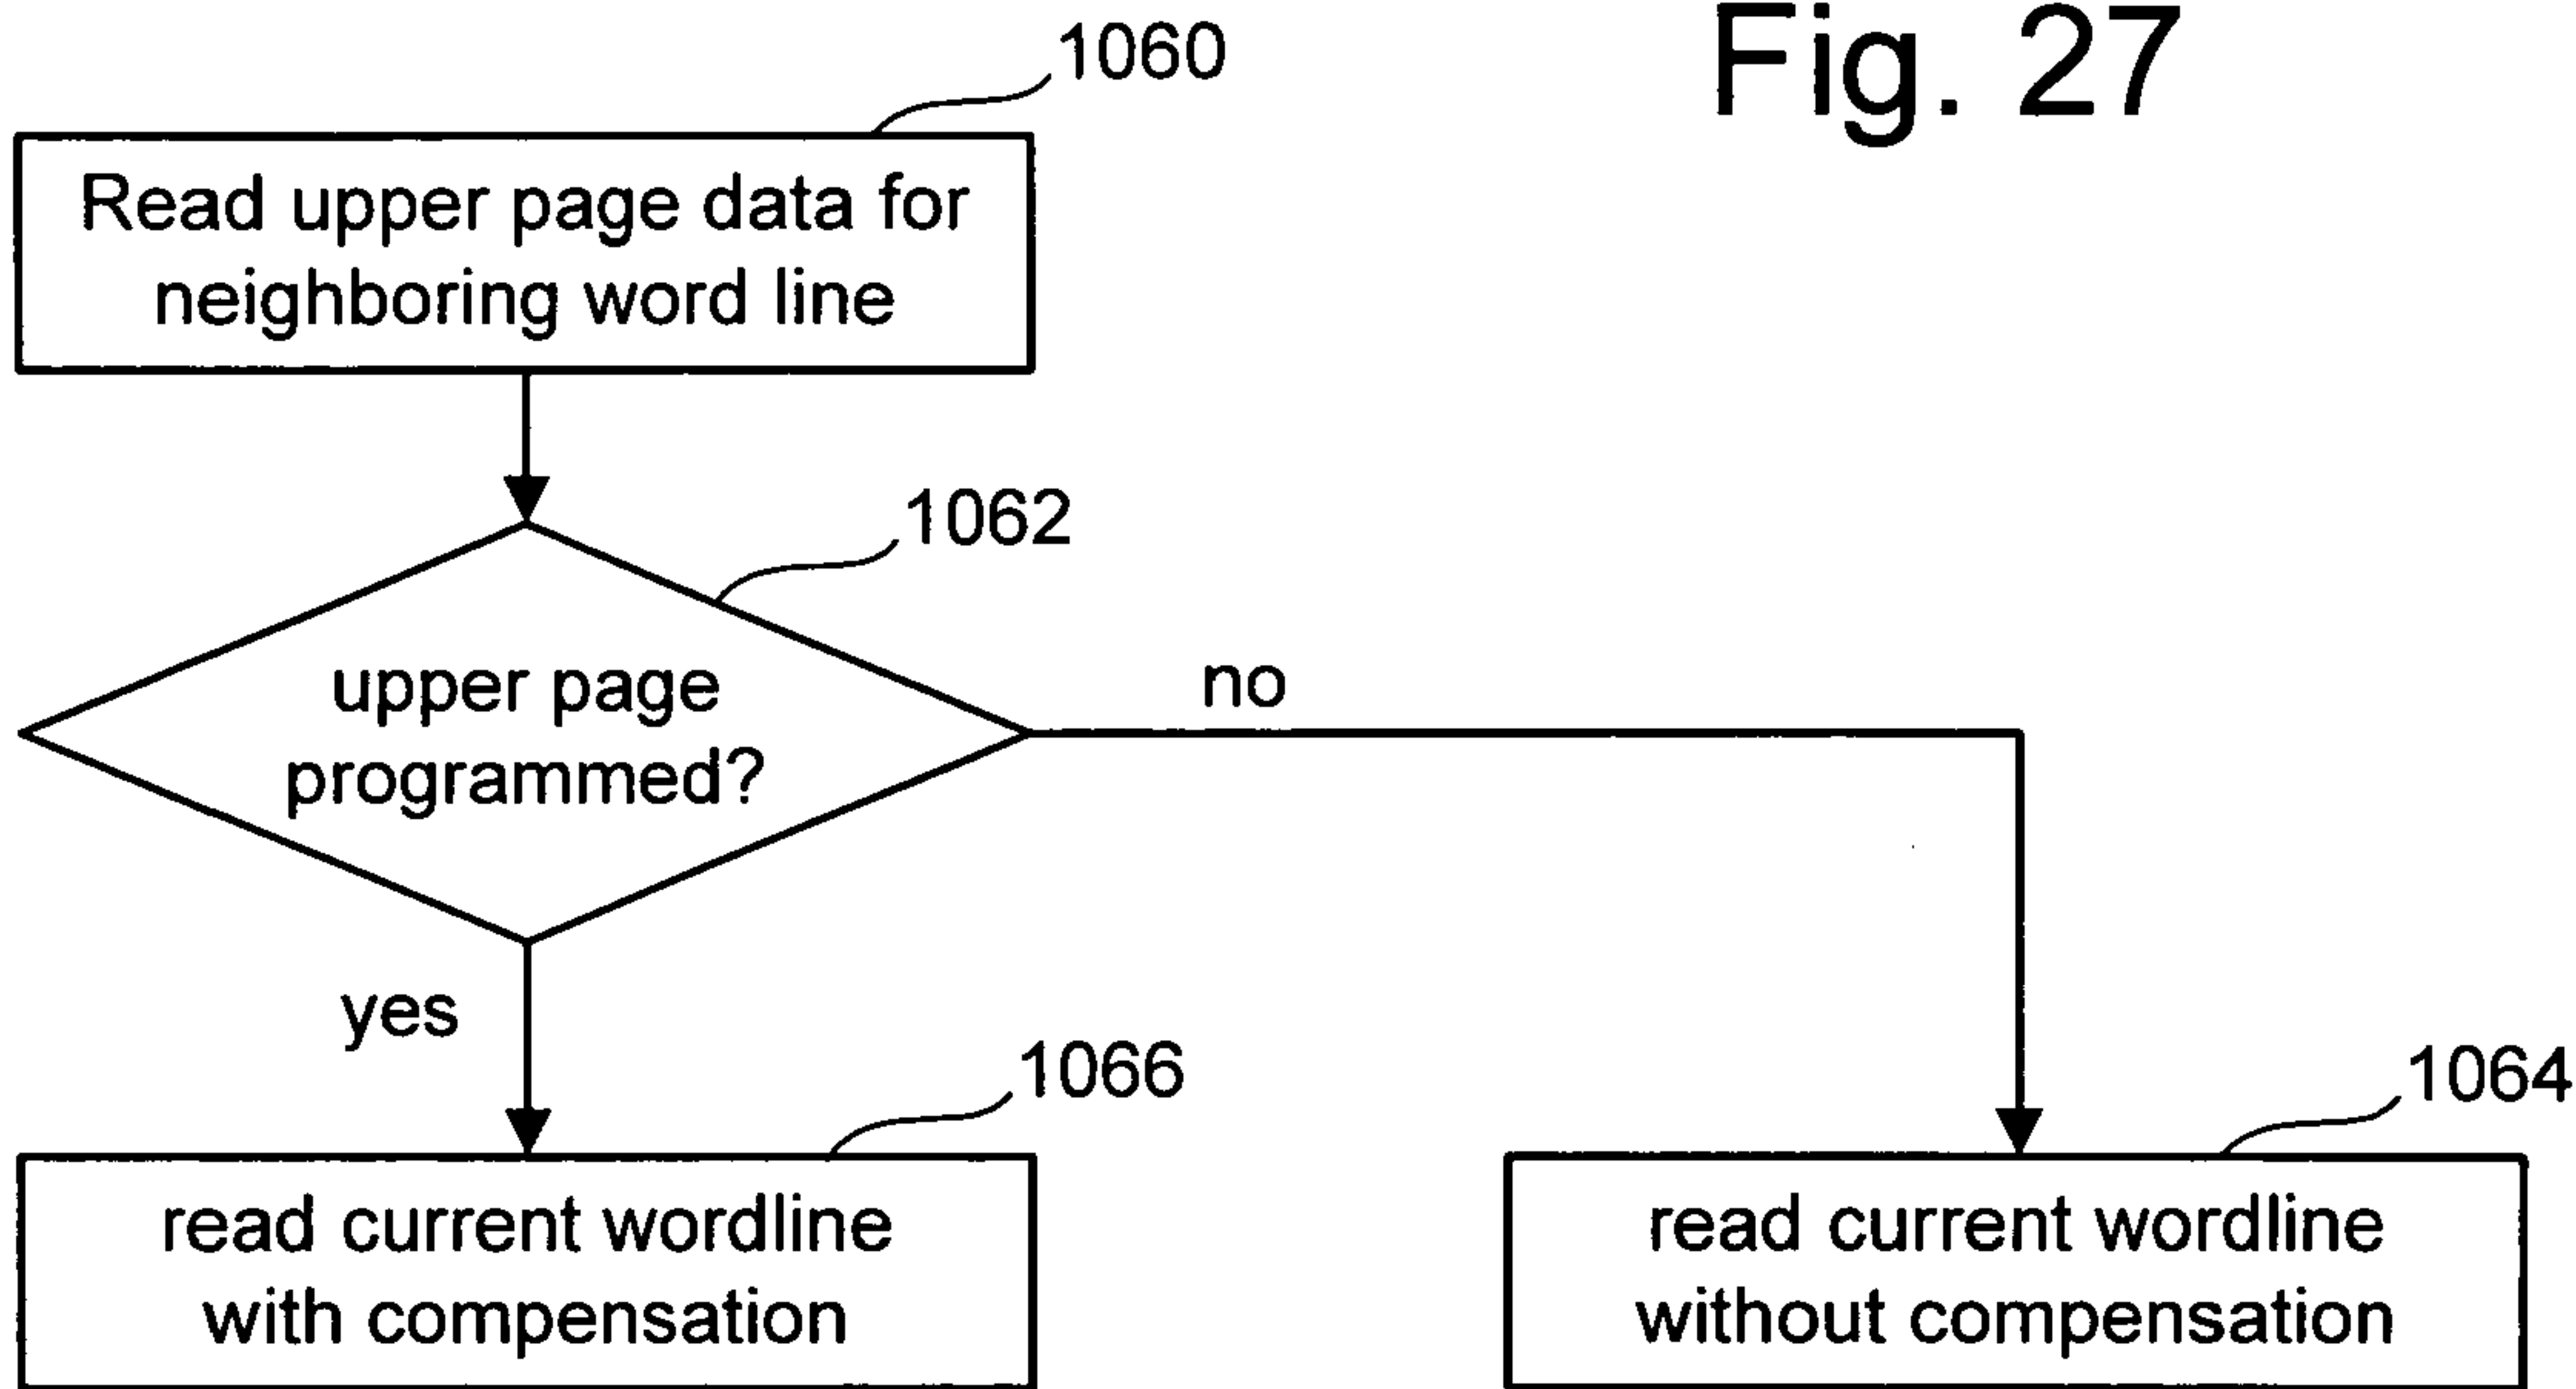 Fig. 27
1060
Read upper page data for
neighboring word line
1062
upper page
programmed?
no
yes
1066
1064
read current wordline
with compensation
read current wordline
without compensation